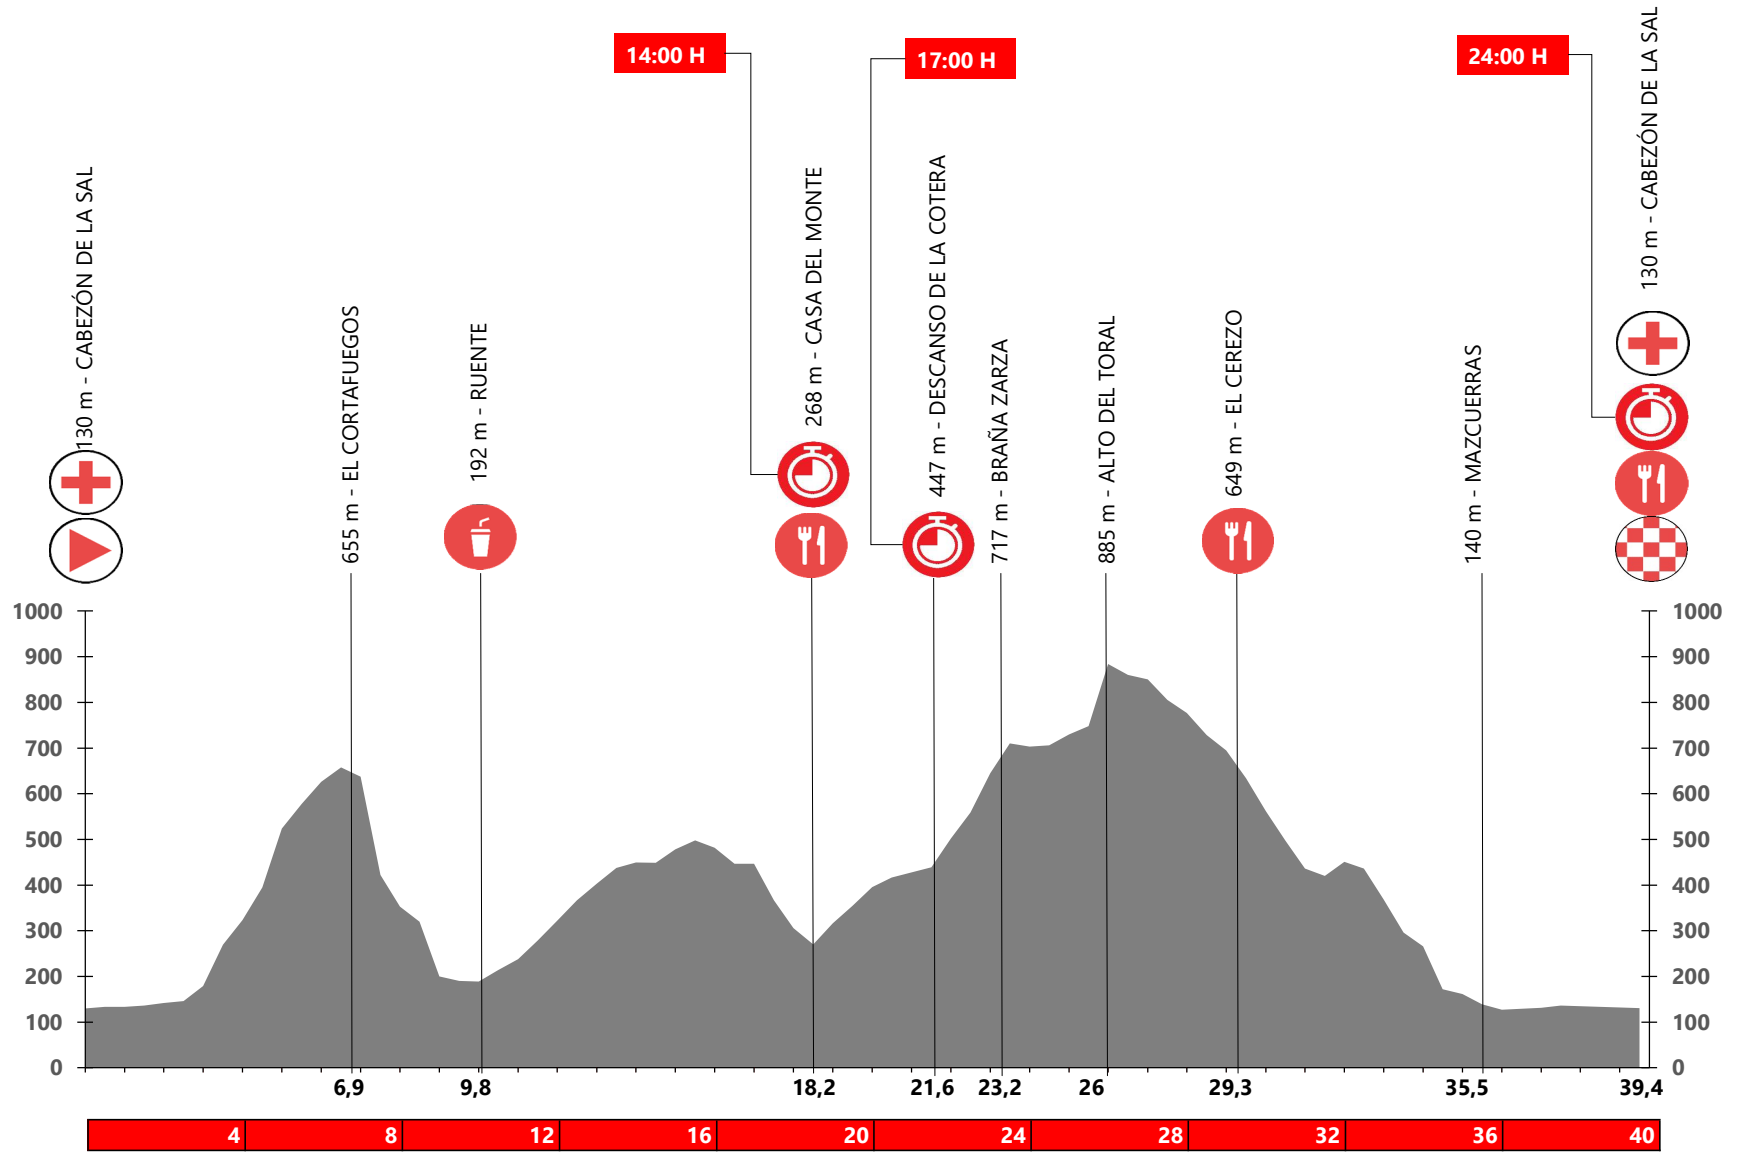 14:00 H
17:00 H
24:00 H
130 m - CABEZÓN DE LA SAL
655 m - EL CORTAFUEGOS
192 m - RUENTE
268 m - CASA DEL MONTE
447 m - DESCANSO DE LA COTERA
717 m - BRAÑA ZARZA
885 m - ALTO DEL TORAL
649 m - EL CEREZO
140 m - MAZCUERRAS
130 m - CABEZÓN DE LA SAL
1000 1000
900 900
800 800
700 700
600 600
500 500
400 400
300 300
200 200
100 100
0 0
6,9 9,8 18,2 21,6 23,2 26 29,3 35,5 39,4
4 8 12 16 20 24 28 32 36 40